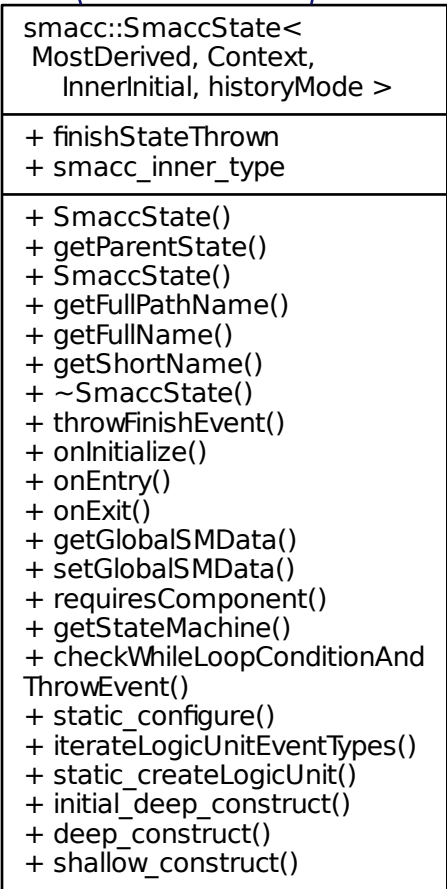 smacc::SmaccState<
MostDerived, Context,
InnerInitial, historyMode >
+ finishStateThrown
+ smacc_inner_type
+ SmaccState()
+ getParentState()
+ SmaccState()
+ getFullPathName()
+ getFullName()
+ getShortName()
+ ~SmaccState()
+ throwFinishEvent()
+ onInitialize()
+ onEntry()
+ onExit()
+ getGlobalSMData()
+ setGlobalSMData()
+ requiresComponent()
+ getStateMachine()
+ checkWhileLoopConditionAnd
ThrowEvent()
+ static_configure()
+ iterateLogicUnitEventTypes()
+ static_createLogicUnit()
+ initial_deep_construct()
+ deep_construct()
+ shallow_construct()